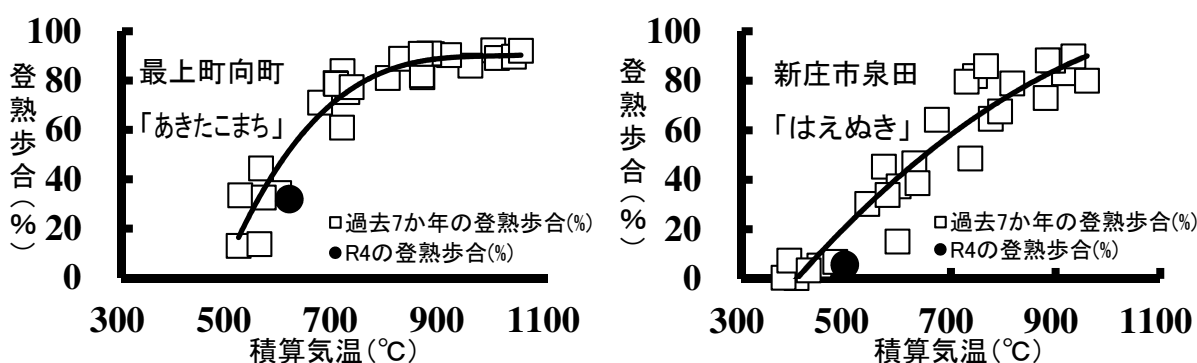 登熟歩合(%)
100
80
60
40
20
0
最上町向町
「あきたこまち」
□過去7か年の登熟歩合(%)
●R4の登熟歩合(%)
300 500 700 900 1100
積算気温(℃)
登熟歩合(%)
100
80
60
40
20
0
新庄市泉田
「はえぬき」
□過去7か年の登熟歩合(%)
●R4の登熟歩合(%)
300 500 700 900 1100
積算気温(℃)